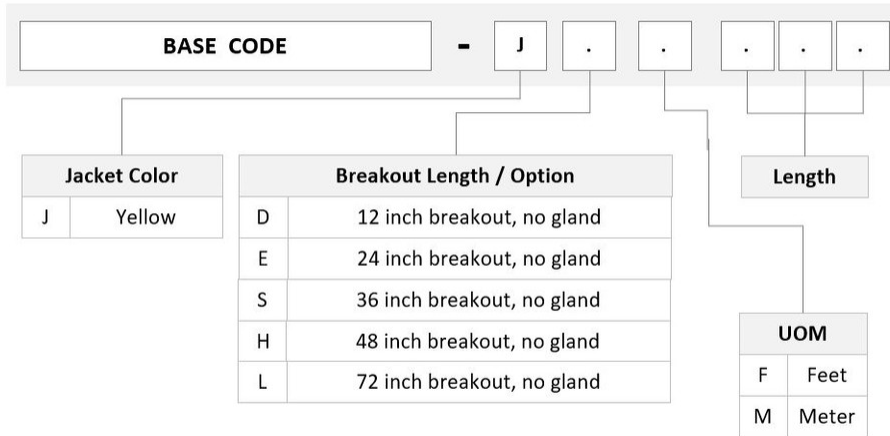 BASE CODE - J . . . . .
Jacket Color
J Yellow
Breakout Length / Option
D 12 inch breakout, no gland
E 24 inch breakout, no gland
S 36 inch breakout, no gland
H 48 inch breakout, no gland
L 72 inch breakout, no gland
Length
UOM
F Feet
M Meter